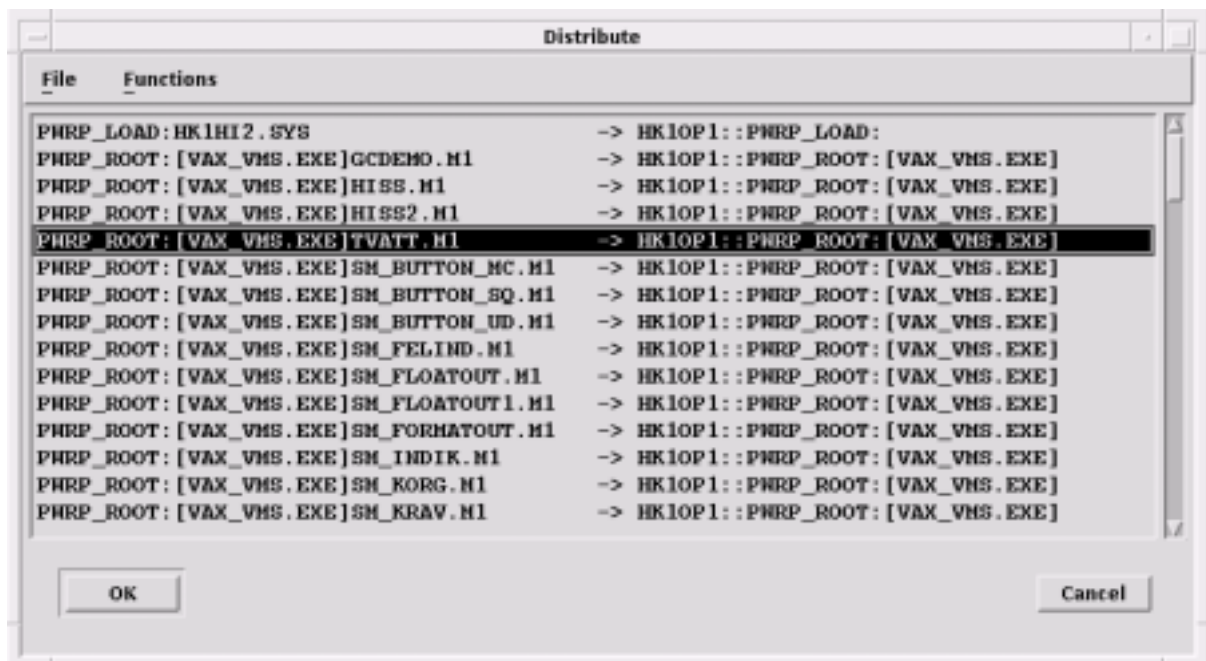 Distribute
File Functions
PWRP_LOAD:HK1HI2.SYS -> HK1OP1::PWRP_LOAD:
PWRP_ROOT:[VAX_VMS.EXE]GCDEMO.M1 -> HK1OP1::PWRP_ROOT:[VAX_VMS.EXE]
PWRP_ROOT:[VAX_VMS.EXE]HISS.M1 -> HK1OP1::PWRP_ROOT:[VAX_VMS.EXE]
PWRP_ROOT:[VAX_VMS.EXE]HISS2.M1 -> HK1OP1::PWRP_ROOT:[VAX_VMS.EXE]
PWRP_ROOT:[VAX_VMS.EXE]TVATT.M1 -> HK1OP1::PWRP_ROOT:[VAX_VMS.EXE]
PWRP_ROOT:[VAX_VMS.EXE]SM_BUTTON_MC.M1 -> HK1OP1::PWRP_ROOT:[VAX_VMS.EXE]
PWRP_ROOT:[VAX_VMS.EXE]SM_BUTTON_SQ.M1 -> HK1OP1::PWRP_ROOT:[VAX_VMS.EXE]
PWRP_ROOT:[VAX_VMS.EXE]SM_BUTTON_UD.M1 -> HK1OP1::PWRP_ROOT:[VAX_VMS.EXE]
PWRP_ROOT:[VAX_VMS.EXE]SM_FELIND.M1 -> HK1OP1::PWRP_ROOT:[VAX_VMS.EXE]
PWRP_ROOT:[VAX_VMS.EXE]SM_FLOATOUT.M1 -> HK1OP1::PWRP_ROOT:[VAX_VMS.EXE]
PWRP_ROOT:[VAX_VMS.EXE]SM_FLOATOUT1.M1 -> HK1OP1::PWRP_ROOT:[VAX_VMS.EXE]
PWRP_ROOT:[VAX_VMS.EXE]SM_FORMATOUT.M1 -> HK1OP1::PWRP_ROOT:[VAX_VMS.EXE]
PWRP_ROOT:[VAX_VMS.EXE]SM_INDIK.M1 -> HK1OP1::PWRP_ROOT:[VAX_VMS.EXE]
PWRP_ROOT:[VAX_VMS.EXE]SM_KORG.M1 -> HK1OP1::PWRP_ROOT:[VAX_VMS.EXE]
PWRP_ROOT:[VAX_VMS.EXE]SM_KRAV.M1 -> HK1OP1::PWRP_ROOT:[VAX_VMS.EXE]
OK Cancel